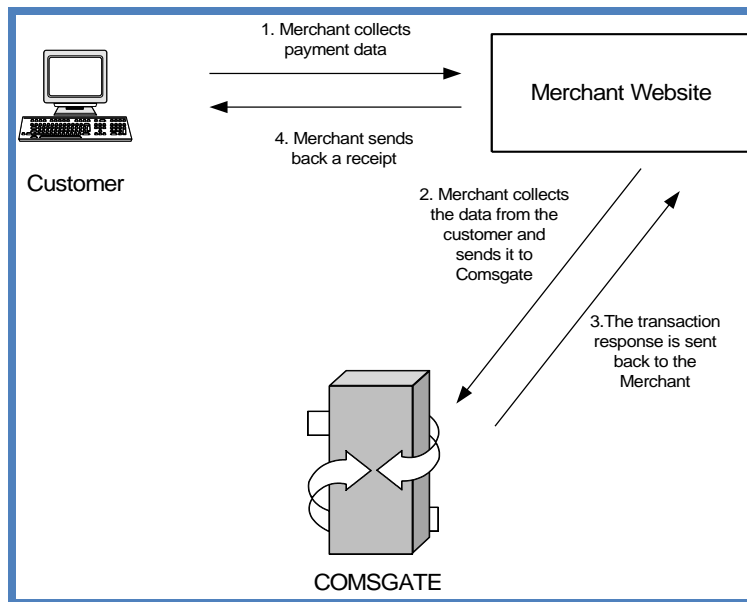 1. Merchant collects
payment data
Merchant Website
4. Merchant sends
back a receipt
Customer
2. Merchant collects
the data from the
customer and
sends it to
Comsgate
3.The transaction
response is sent
back to the
Merchant
COMSGATE